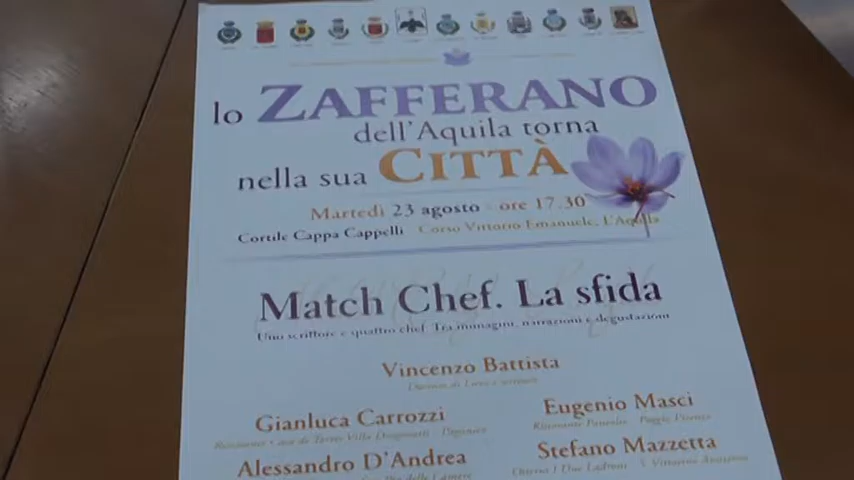 lo ZAFFERANO
dell'Aquila torna
nella sua CITTÀ
Martedì 23 agosto - ore 17.30
Cortile Cappa Cappelli Corso Vittorio Emanuele, L'Aquila
Match Chef. La sfida
Uno scrittore e quattro chef. Tra immagini, narrazioni e degustazioni
Vincenzo Battista
Gianluca Carrozzi
Eugenio Masci
Alessandro D'Andrea
Stefano Mazzetta